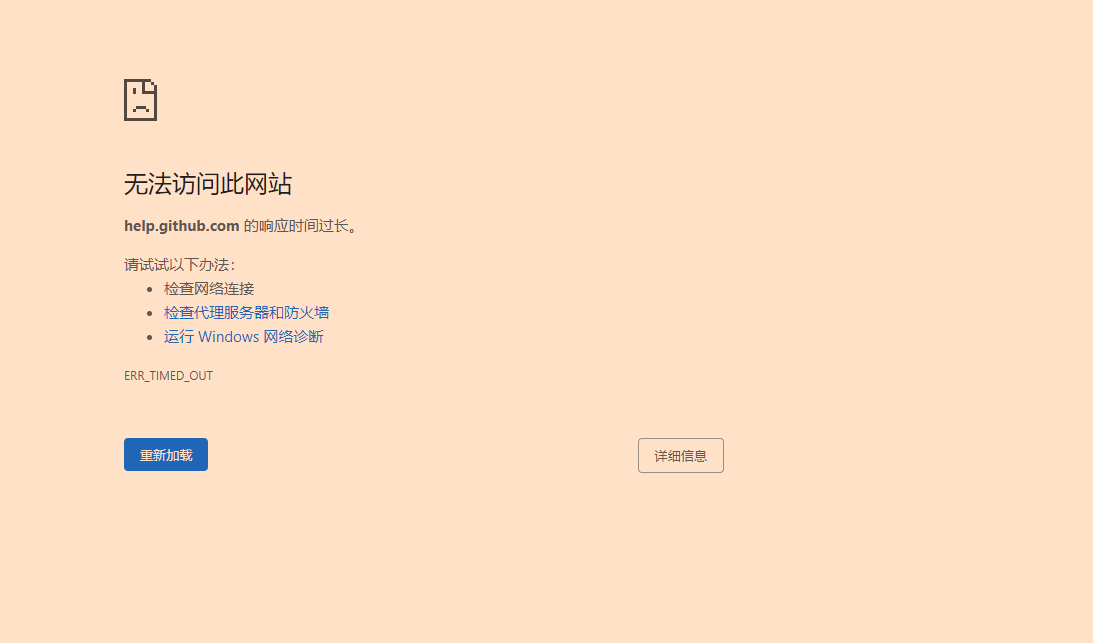 无法访问此网站
help.github.com 的响应时间过长。
请试试以下办法：
检查网络连接
检查代理服务器和防火墙
运行 Windows 网络诊断
ERR_TIMED_OUT
重新加载
详细信息